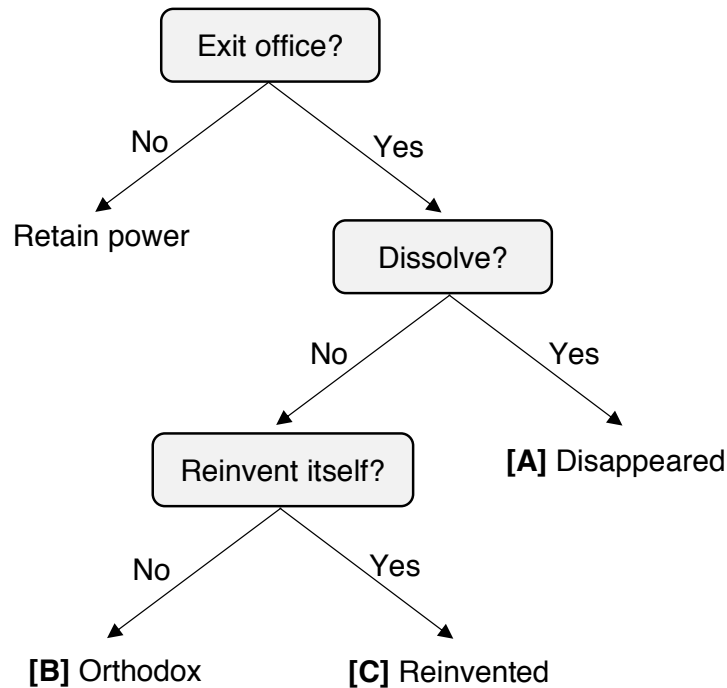 Exit office?
No
Yes
Retain power
Dissolve?
No
Yes
Reinvent itself?
[A] Disappeared
No
Yes
[B] Orthodox
[C] Reinvented